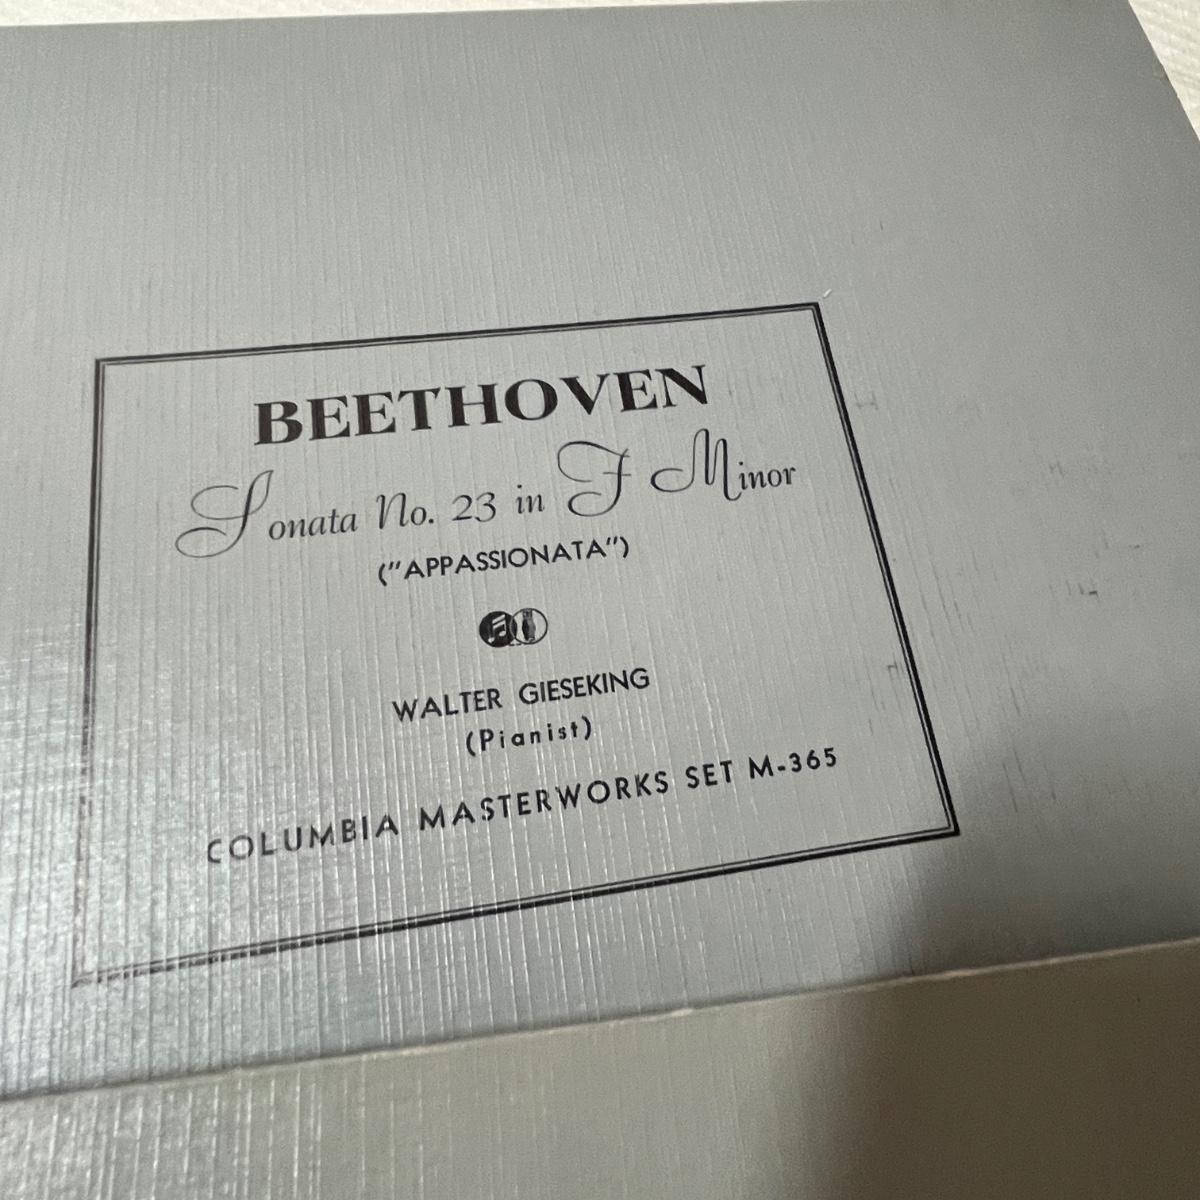 BEETHOVEN
Sonata No. 23 in F Minor
("APPASSIONATA")
WALTER GIESEKING
(Pianist)
COLUMBIA MASTERWORKS SET M-365